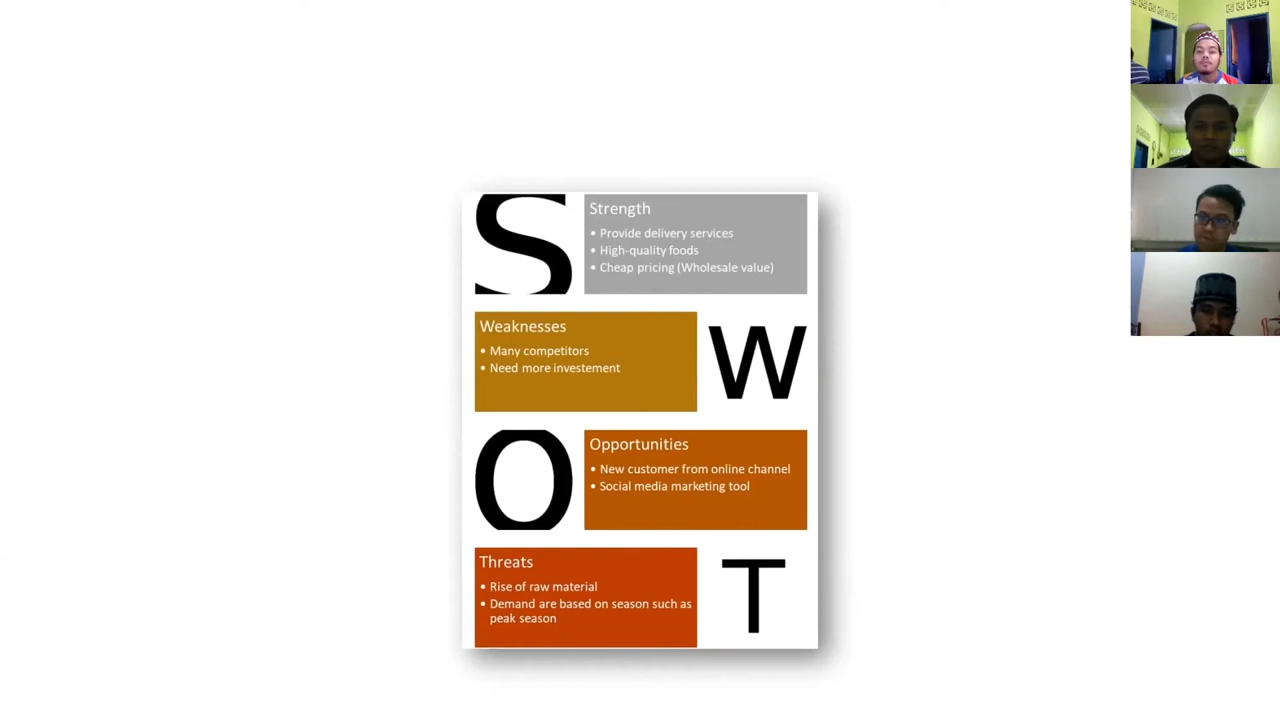 S
Strength
• Provide delivery services
• High-quality foods
• Cheap pricing (Wholesale value)
Weaknesses
• Many competitors
• Need more investement
W
O
Opportunities
• New customer from online channel
• Social media marketing tool
Threats
• Rise of raw material
• Demand are based on season such as
peak season
T